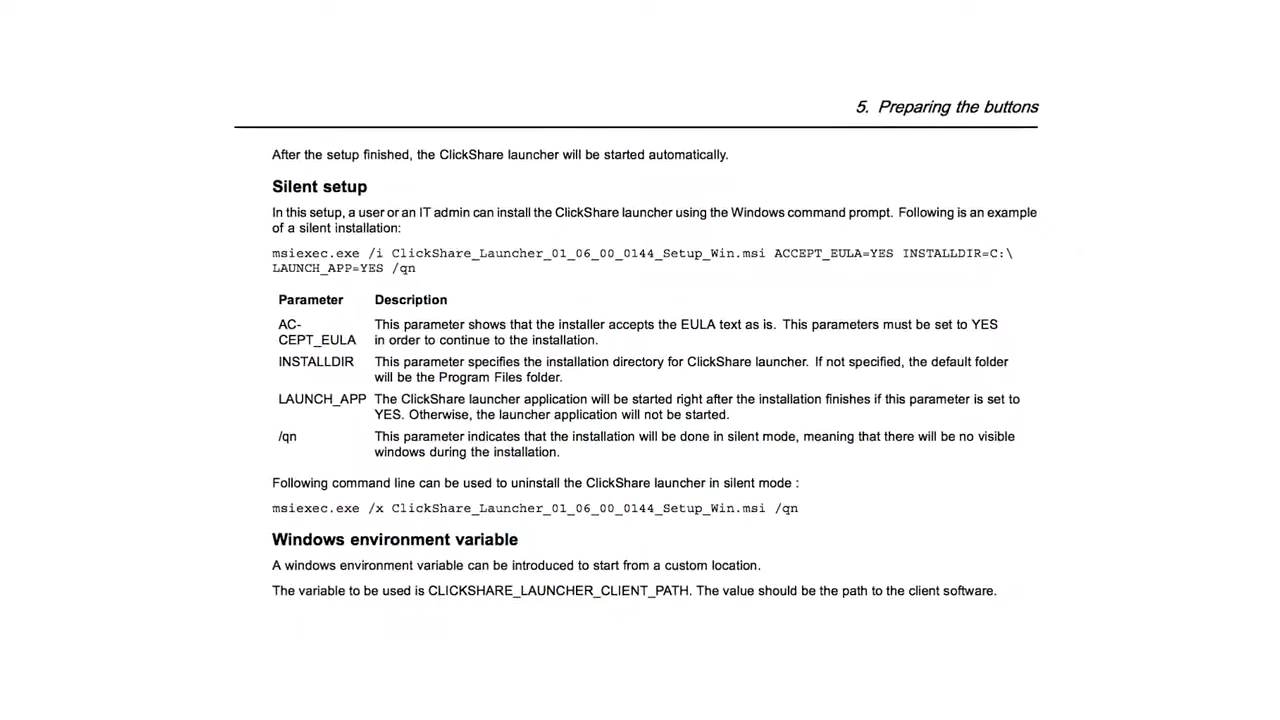 5. Preparing the buttons
After the setup finished, the ClickShare launcher will be started automatically.
Silent setup
In this setup, a user or an IT admin can install the ClickShare launcher using the Windows command prompt. Following is an example
of a silent installation:
msiexec.exe /i ClickShare_Launcher_01_06_00_0144_Setup_Win.msi ACCEPT_EULA=YES INSTALLDIR=C:\
LAUNCH_APP=YES /qn
Parameter Description
AC- This parameter shows that the installer accepts the EULA text as is. This parameters must be set to YES
CEPT_EULA in order to continue to the installation.
INSTALLDIR This parameter specifies the installation directory for ClickShare launcher. If not specified, the default folder
will be the Program Files folder.
LAUNCH_APP The ClickShare launcher application will be started right after the installation finishes if this parameter is set to
YES. Otherwise, the launcher application will not be started.
/qn This parameter indicates that the installation will be done in silent mode, meaning that there will be no visible
windows during the installation.
Following command line can be used to uninstall the ClickShare launcher in silent mode :
msiexec.exe /x ClickShare_Launcher_01_06_00_0144_Setup_Win.msi /qn
Windows environment variable
A windows environment variable can be introduced to start from a custom location.
The variable to be used is CLICKSHARE_LAUNCHER_CLIENT_PATH. The value should be the path to the client software.